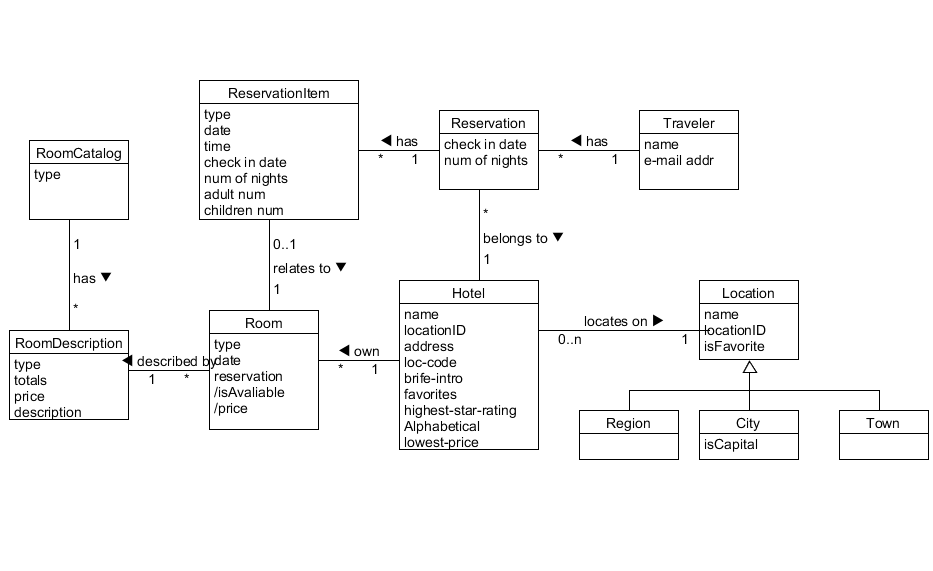 ReservationItem
type
date
time
check in date
num of nights
adult num
children num
◀ has
* 1
Reservation
check in date
num of nights
◀ has
* 1
Traveler
name
e-mail addr
RoomCatalog
type
1
has ▼
*
0..1
relates to ▼
1
*
belongs to ▼
1
RoomDescription
type
totals
price
description
◀ described by
1 *
Room
type
date
reservation
/isAvaliable
/price
◀ own
* 1
Hotel
name
locationID
address
loc-code
brife-intro
favorites
highest-star-rating
Alphabetical
lowest-price
locates on ▶
0..n 1
Location
name
locationID
isFavorite
Region
City
isCapital
Town